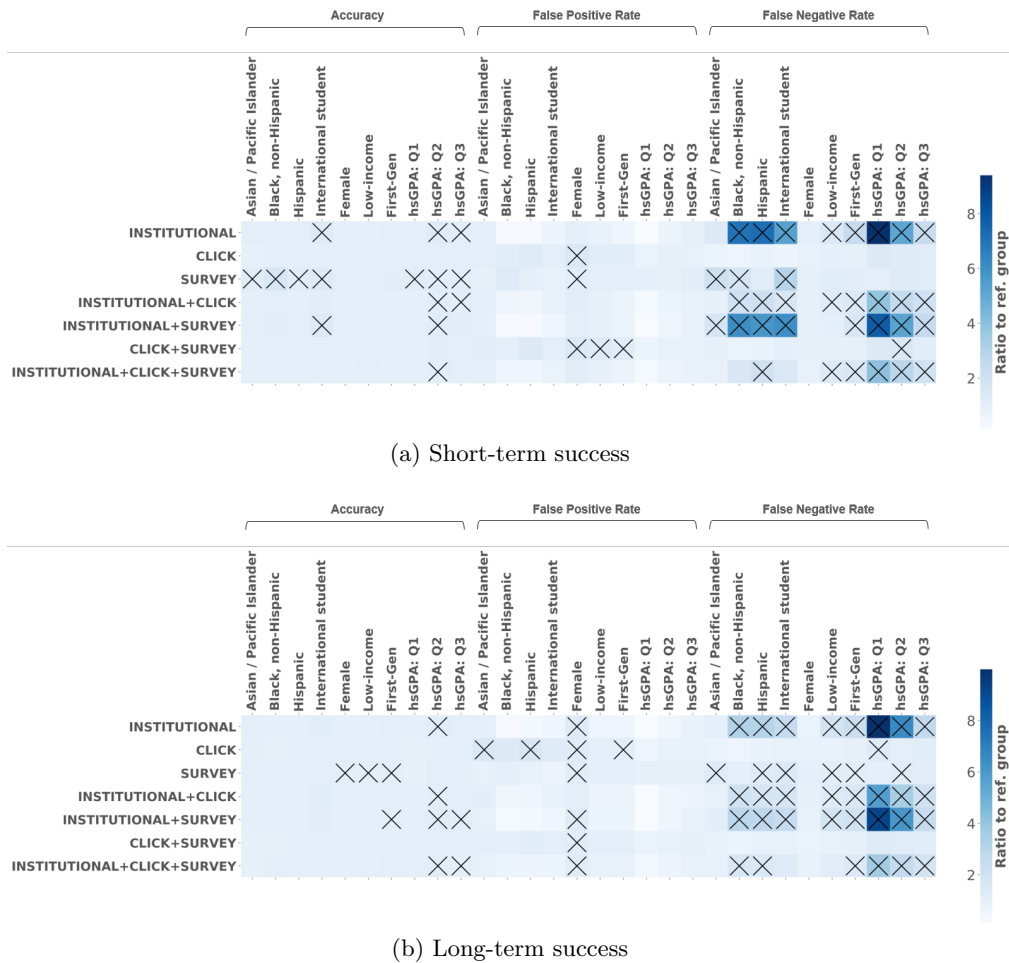 Accuracy False Positive Rate False Negative Rate
Asian / Pacific Islander
Black, non-Hispanic
Hispanic
International student
Female
Low-income
First-Gen
hsGPA: Q1
hsGPA: Q2
hsGPA: Q3
Asian / Pacific Islander
Black, non-Hispanic
Hispanic
International student
Female
Low-income
First-Gen
hsGPA: Q1
hsGPA: Q2
hsGPA: Q3
Asian / Pacific Islander
Black, non-Hispanic
Hispanic
International student
Female
Low-income
First-Gen
hsGPA: Q1
hsGPA: Q2
hsGPA: Q3
INSTITUTIONAL
CLICK
SURVEY
INSTITUTIONAL+CLICK
INSTITUTIONAL+SURVEY
CLICK+SURVEY
INSTITUTIONAL+CLICK+SURVEY
8
6
4
2
Ratio to ref. group
(a) Short-term success
Accuracy False Positive Rate False Negative Rate
Asian / Pacific Islander
Black, non-Hispanic
Hispanic
International student
Female
Low-income
First-Gen
hsGPA: Q1
hsGPA: Q2
hsGPA: Q3
Asian / Pacific Islander
Black, non-Hispanic
Hispanic
International student
Female
Low-income
First-Gen
hsGPA: Q1
hsGPA: Q2
hsGPA: Q3
Asian / Pacific Islander
Black, non-Hispanic
Hispanic
International student
Female
Low-income
First-Gen
hsGPA: Q1
hsGPA: Q2
hsGPA: Q3
INSTITUTIONAL
CLICK
SURVEY
INSTITUTIONAL+CLICK
INSTITUTIONAL+SURVEY
CLICK+SURVEY
INSTITUTIONAL+CLICK+SURVEY
8
6
4
2
Ratio to ref. group
(b) Long-term success